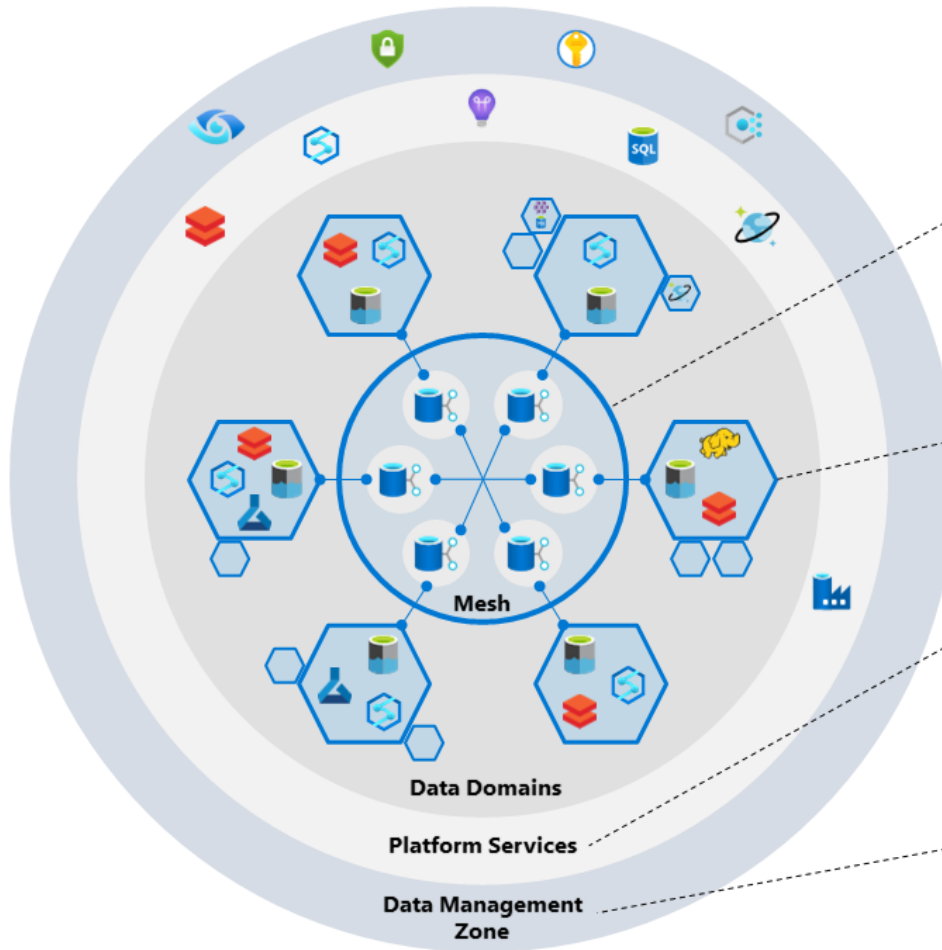 SQL
Mesh
Data Domains
Platform Services
Data Management
Zone